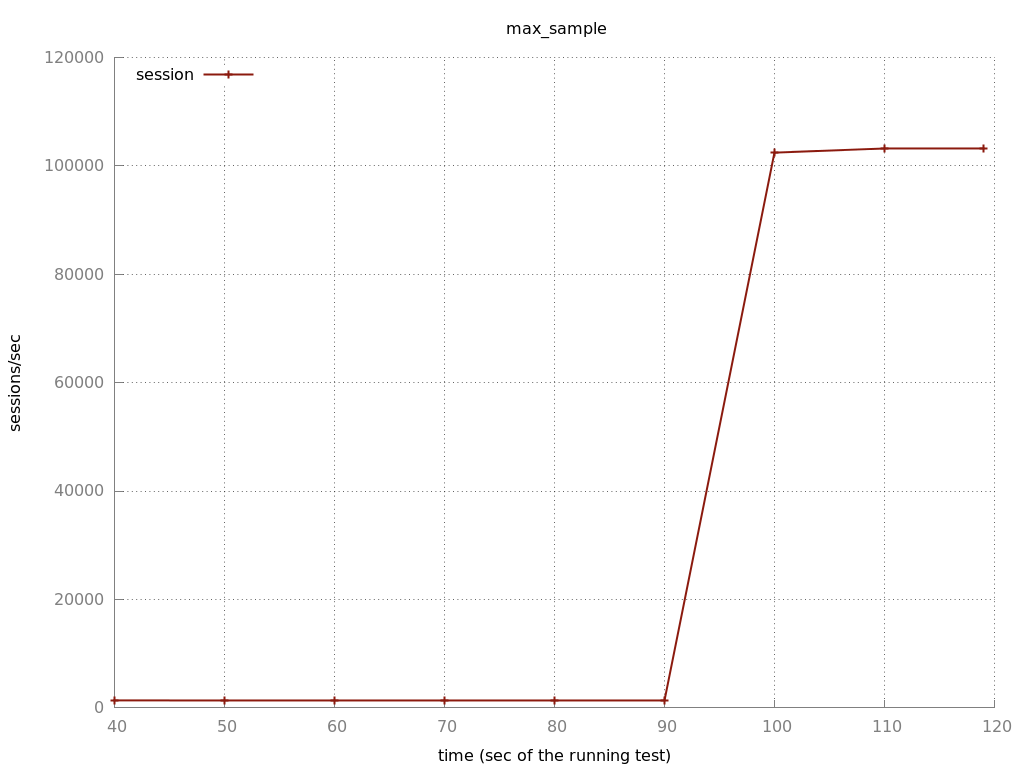 max_sample
session
120000
100000
80000
60000
40000
20000
0
sessions/sec
40 50 60 70 80 90 100 110 120
time (sec of the running test)